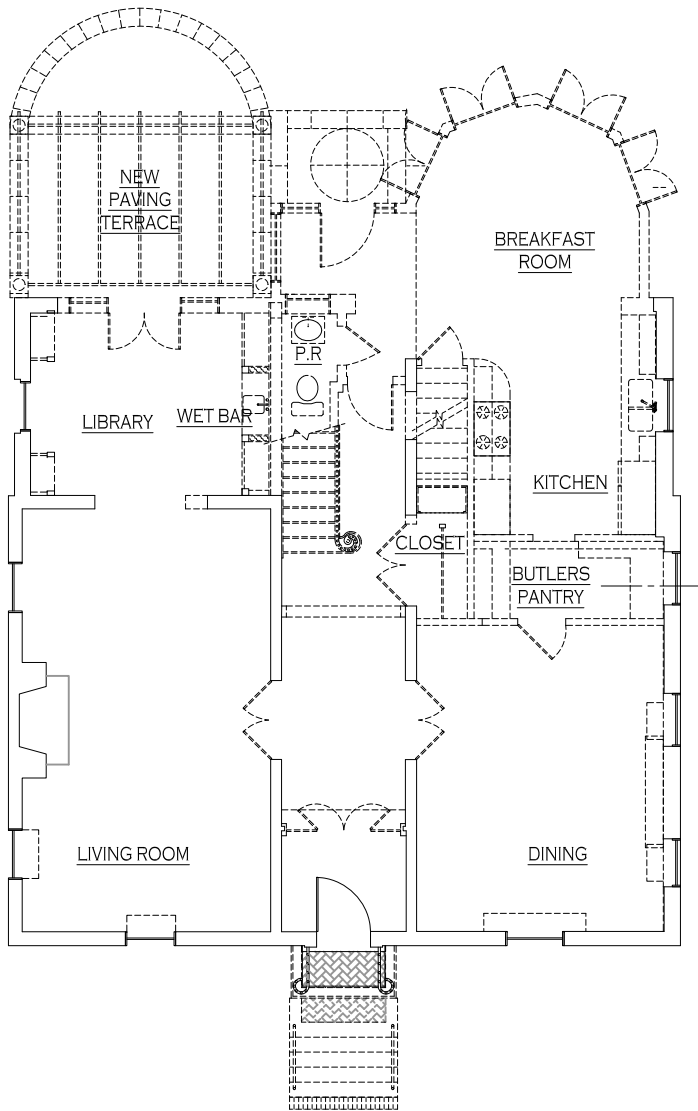 NEW
PAVING
TERRACE
BREAKFAST
ROOM
P.R
LIBRARY
WET BAR
KITCHEN
CLOSET
BUTLERS
PANTRY
LIVING ROOM
DINING